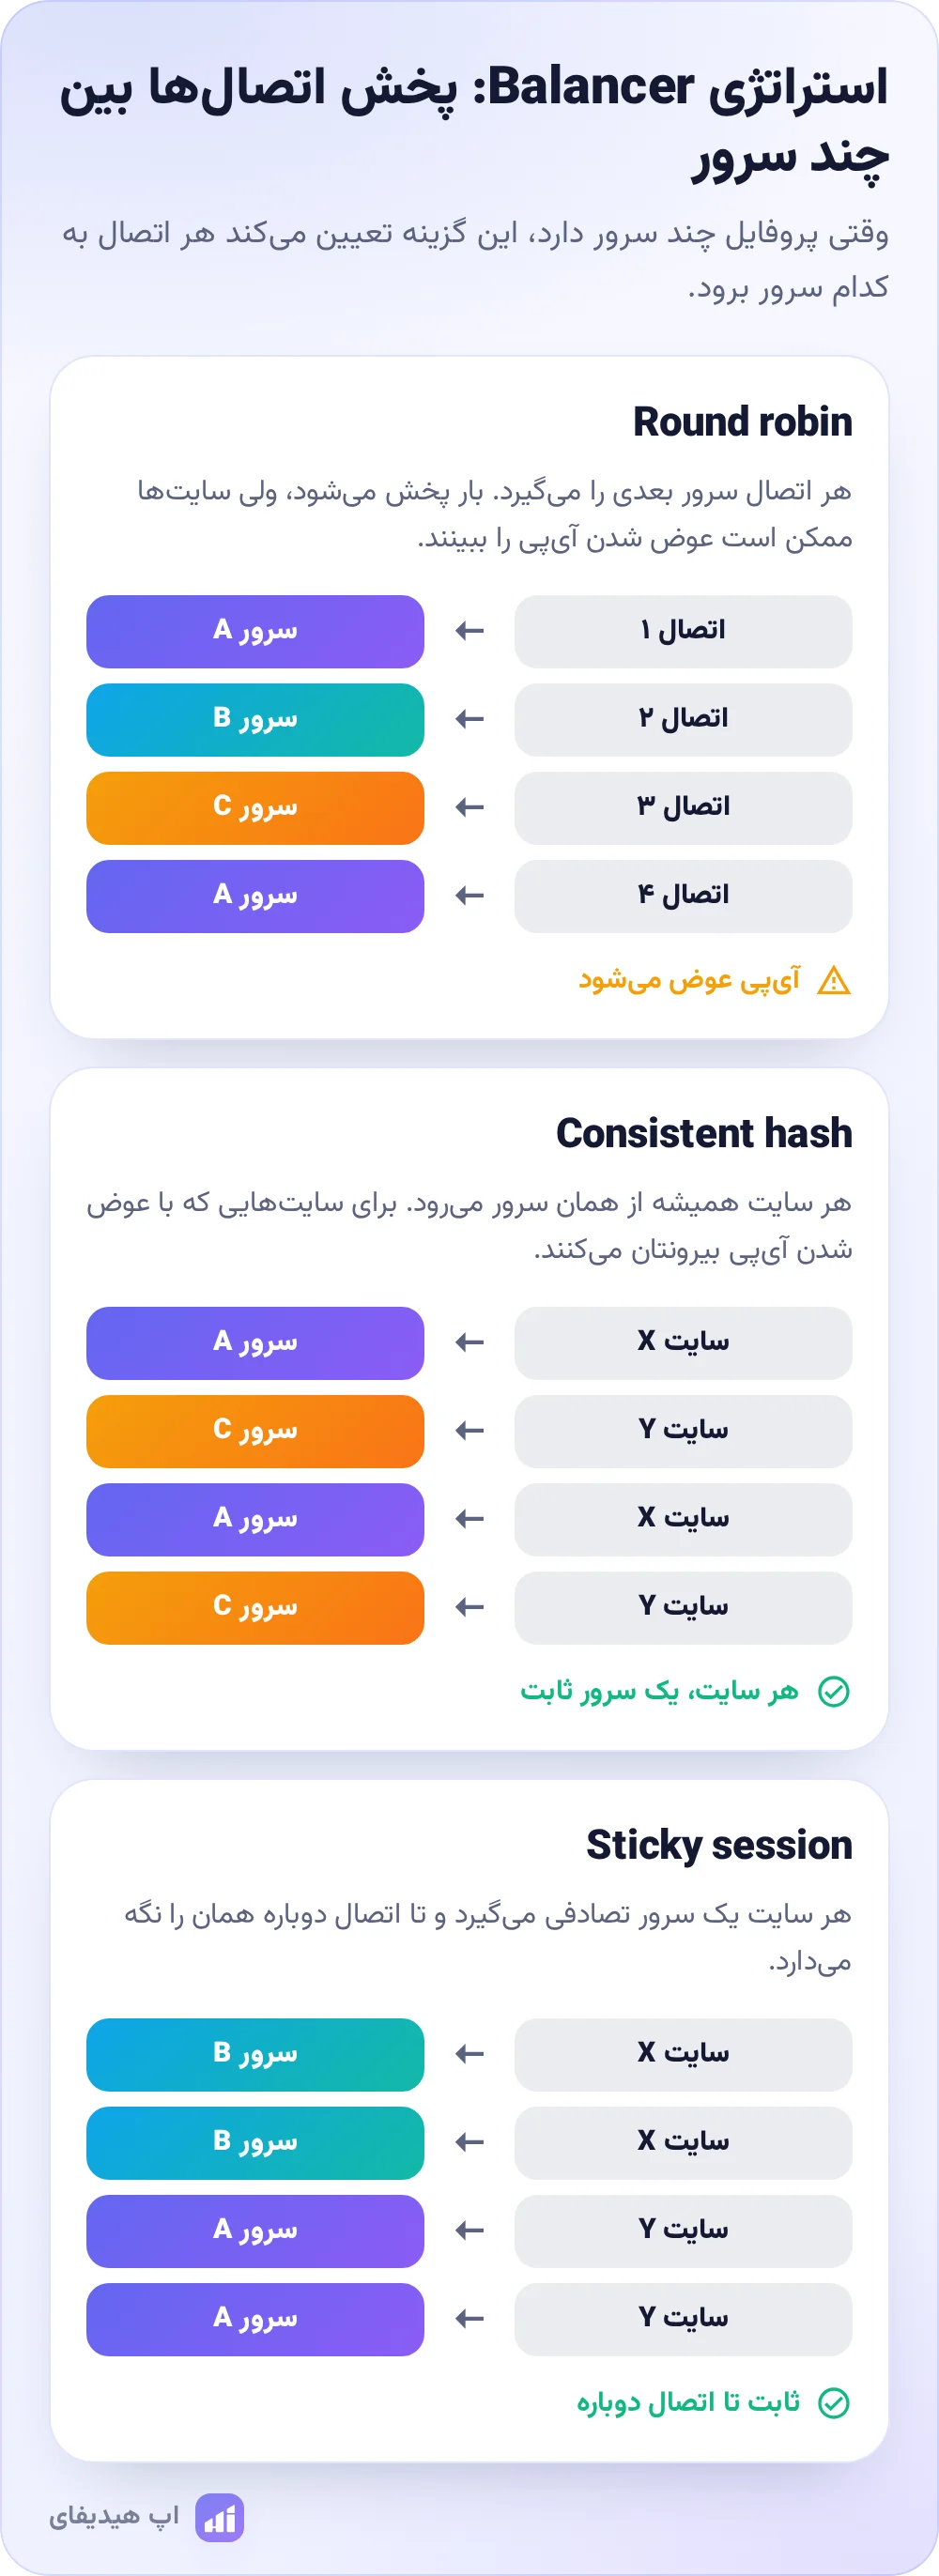 استراتژی Balancer: پخش اتصال‌ها بین
چند سرور
وقتی پروفایل چند سرور دارد، این گزینه تعیین می‌کند هر اتصال به
کدام سرور برود.
Round robin
هر اتصال سرور بعدی را می‌گیرد. بار پخش می‌شود، ولی سایت‌ها
ممکن است عوض شدن آی‌پی را ببینند.
اتصال ۱ ← سرور A
اتصال ۲ ← سرور B
اتصال ۳ ← سرور C
اتصال ۴ ← سرور A
آی‌پی عوض می‌شود
Consistent hash
هر سایت همیشه از همان سرور می‌رود. برای سایت‌هایی که با عوض
شدن آی‌پی بیرونتان می‌کنند.
سایت X ← سرور A
سایت Y ← سرور C
سایت X ← سرور A
سایت Y ← سرور C
هر سایت، یک سرور ثابت
Sticky session
هر سایت یک سرور تصادفی می‌گیرد و تا اتصال دوباره همان را نگه
می‌دارد.
سایت X ← سرور B
سایت X ← سرور B
سایت Y ← سرور A
سایت Y ← سرور A
ثابت تا اتصال دوباره
اپ هیدیفای